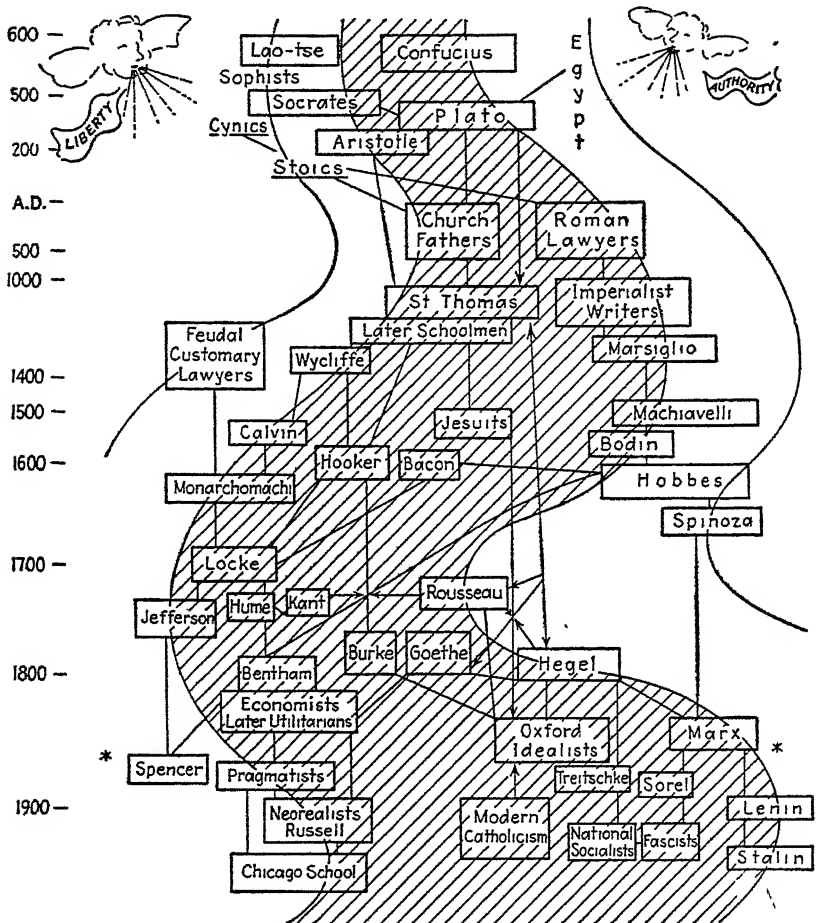 600
Lao-tse
Confucius
Egypt
LIBERTY
AUTHORITY
Sophists
500
Socrates
Plato
Cynics
200
Aristotle
Stoics
A.D.
Church
Fathers
Roman
Lawyers
500
1000
St Thomas
Imperialist
Writers
Later Schoolmen
Feudal
Customary
Lawyers
Wycliffe
Marsiglio
1400
1500
Jesuits
Machiavelli
Calvin
Bodin
1600
Hooker
Bacon
Hobbes
Monarchomachi
Spinoza
1700
Locke
Rousseau
Jefferson
Hume
Kant
Burke
Goethe
Hegel
1800
Bentham
Economists
Later Utilitarians
Oxford
Idealists
Marx
*
*
Spencer
Pragmatists
Treitschke
Sorel
1900
Neorealists
Russell
Modern
Catholicism
National
Socialists
Fascists
Lenin
Chicago School
Stalin